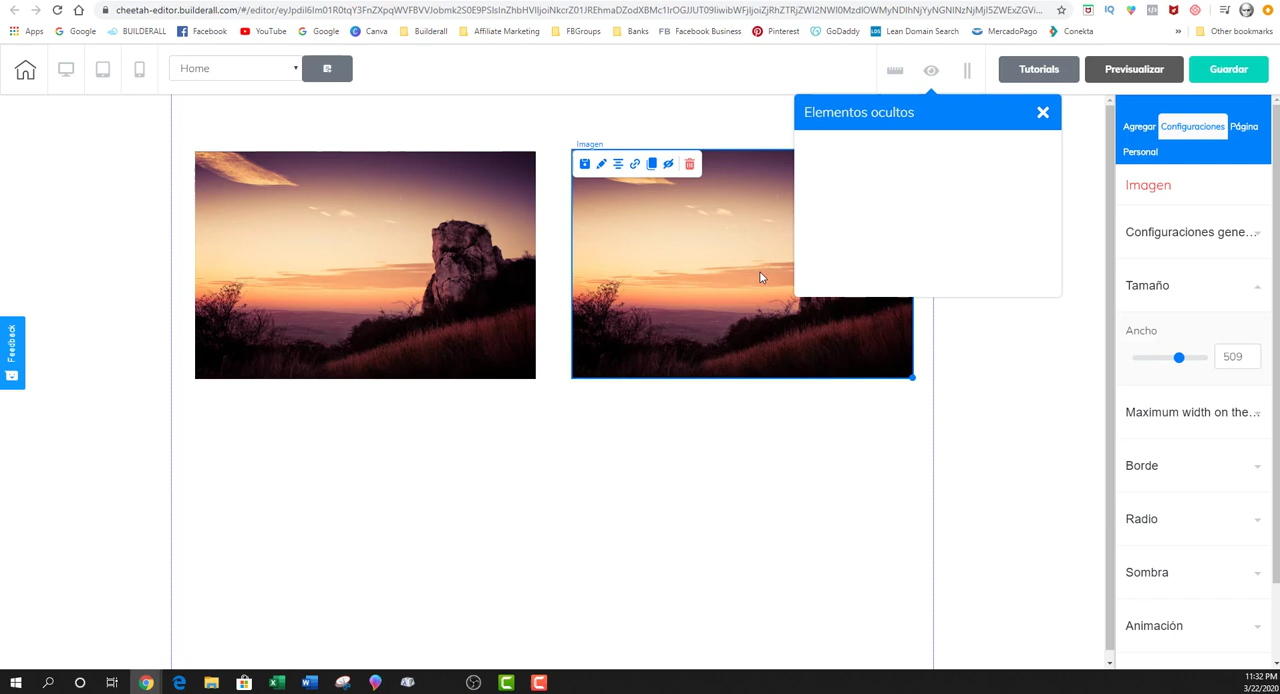 cheetah-editor.builderall.com/#/editor/
Apps Google BUILDERALL Facebook YouTube Google Canva Builderall Affiliate Marketing FBGroups Banks FB Facebook Business Pinterest GoDaddy LDS Lean Domain Search MercadoPago Conekta » Other bookmarks
Home
Tutorials Previsualizar Guardar
Elementos ocultos
Agregar Configuraciones Página
Personal
Imagen
Imagen
Configuraciones gene...
Tamaño
Ancho
509
Maximum width on the...
Borde
Radio
Sombra
Animación
Feedback
11:32 PM
3/22/2020